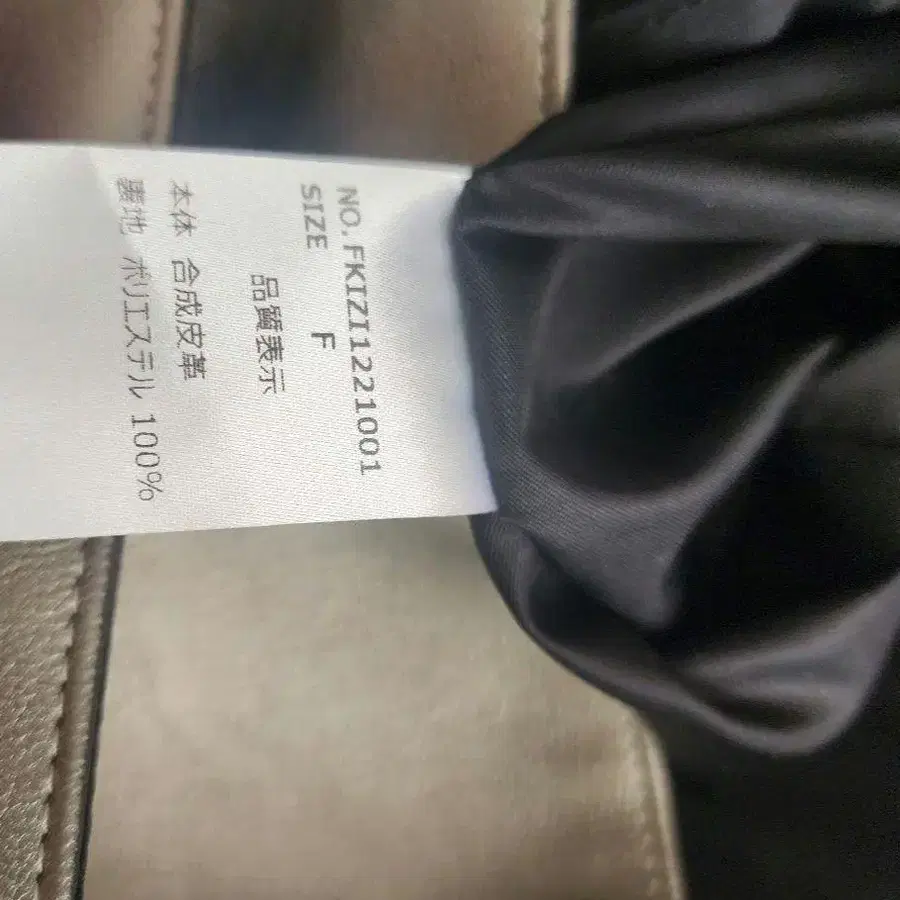 NO. FKIZI1221001
SIZE F
品質表示
本体 合成皮革
裏地 ポリエステル 100%